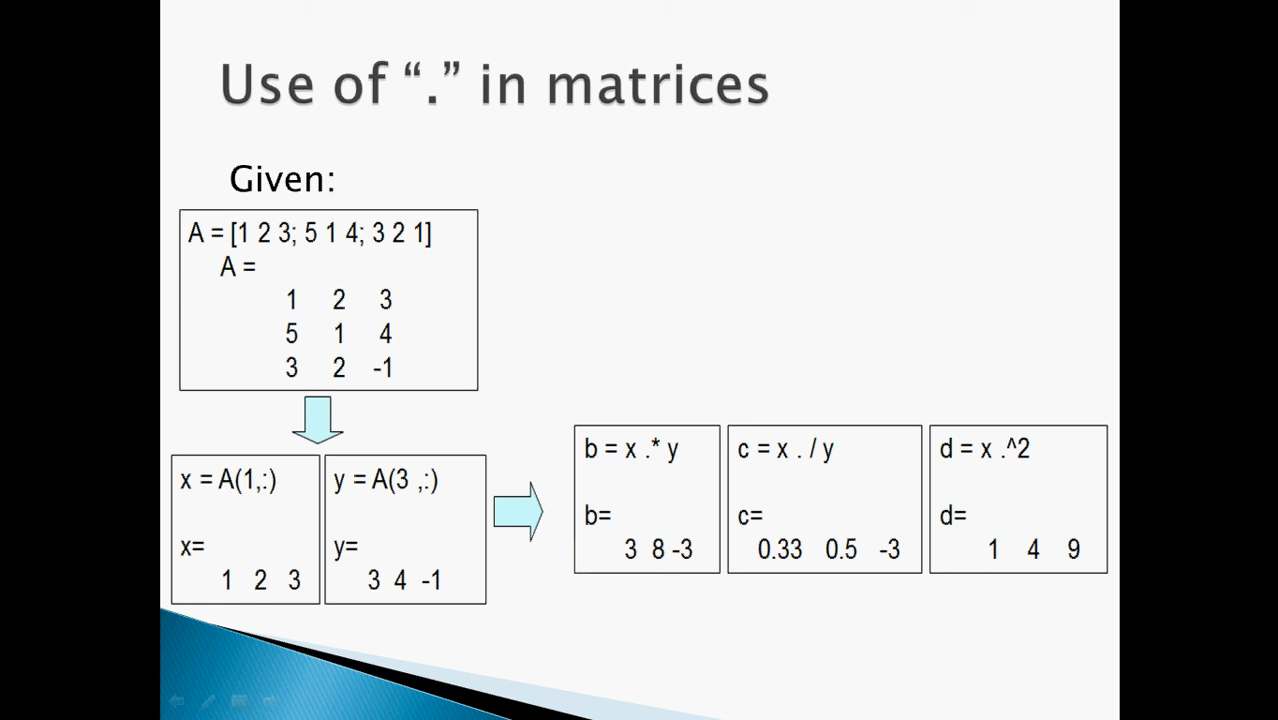 Use of “.” in matrices
Given:
A = [1 2 3; 5 1 4; 3 2 1]
A =
1 2 3
5 1 4
3 2 -1
x = A(1,:)
x=
1 2 3
y = A(3 ,:)
y=
3 4 -1
b = x .* y
b=
3 8 -3
c = x . / y
c=
0.33 0.5 -3
d = x .^2
d=
1 4 9